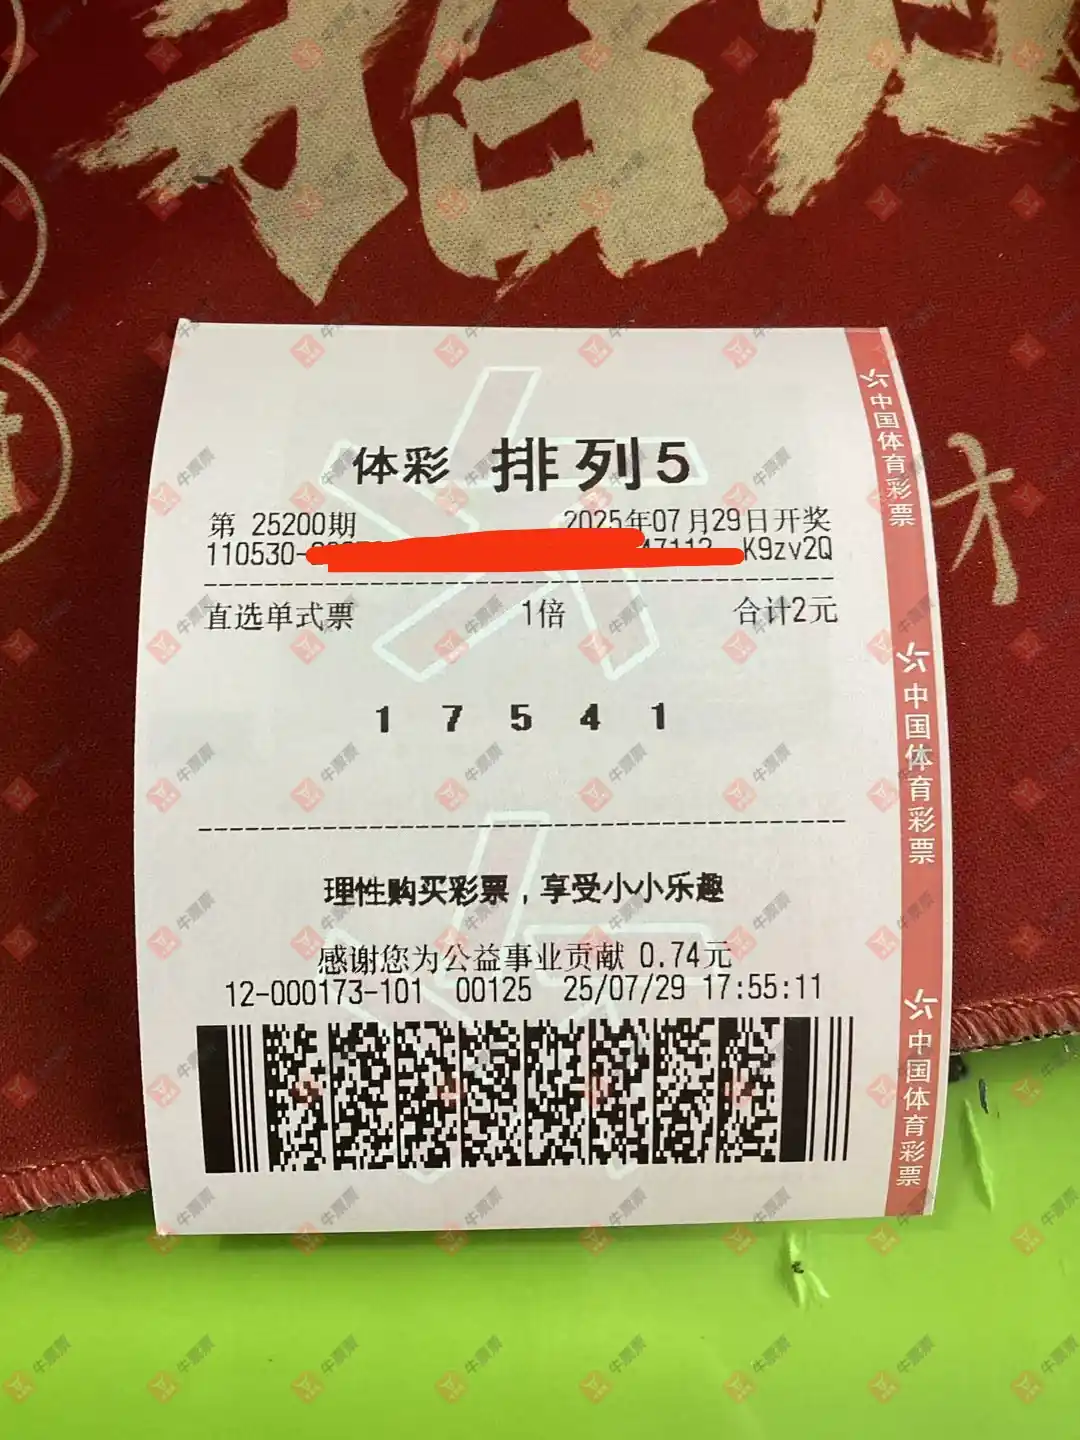 体彩 排列5
第 25200期 2025年07月29日开奖
110530- 47112 K9zv2Q
直选单式票 1倍 合计2元
1 7 5 4 1
理性购买彩票，享受小小乐趣
感谢您为公益事业贡献 0.74元
12-000173-101 00125 25/07/29 17:55:11
中国体育彩票
中国体育彩票
中国体育彩票
牛票票